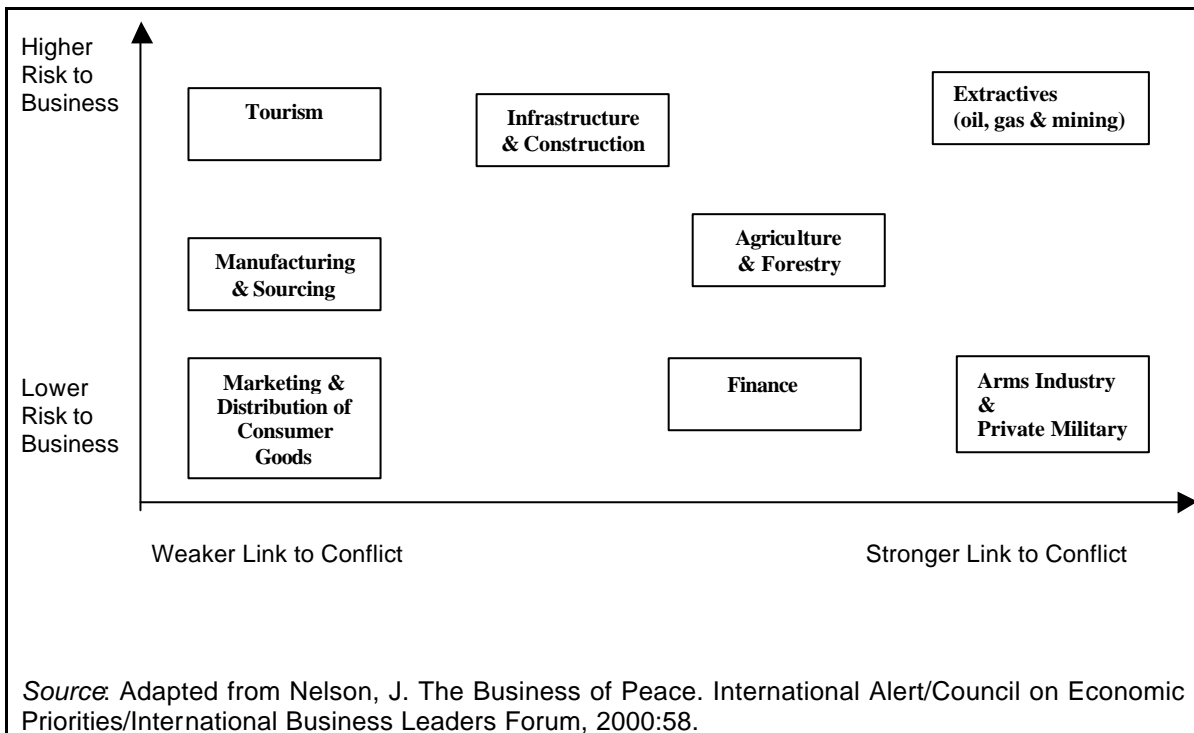 Higher
Risk to
Business
Tourism
Infrastructure
& Construction
Extractives
(oil, gas & mining)
Manufacturing
& Sourcing
Agriculture
& Forestry
Lower
Risk to
Business
Marketing &
Distribution of
Consumer
Goods
Finance
Arms Industry
&
Private Military
Weaker Link to Conflict
Stronger Link to Conflict
Source: Adapted from Nelson, J. The Business of Peace. International Alert/Council on Economic
Priorities/International Business Leaders Forum, 2000:58.